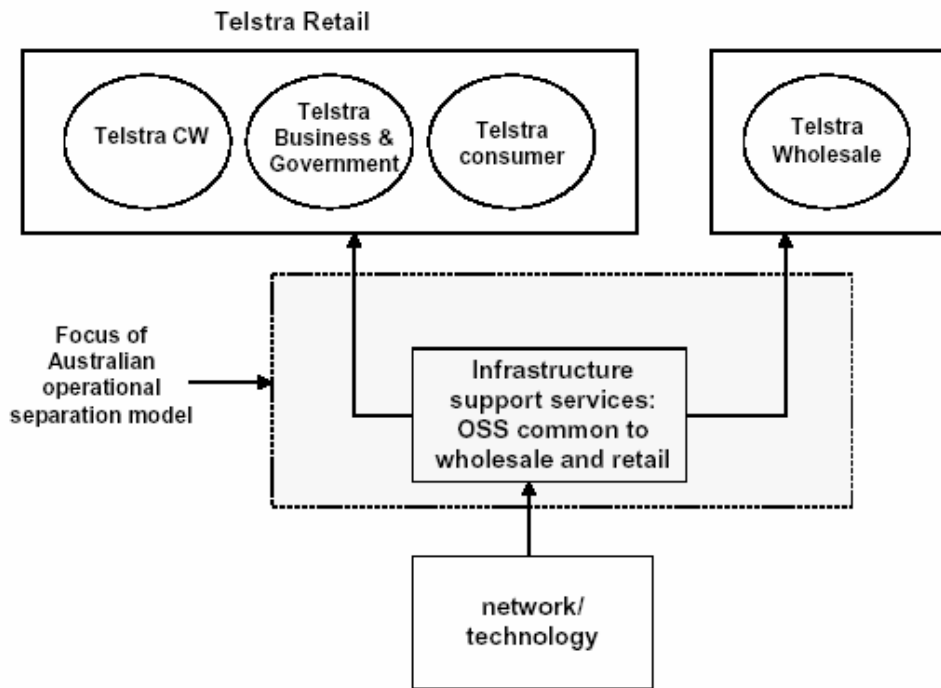 Telstra Retail
Telstra CW
Telstra
Business &
Government
Telstra
consumer
Telstra
Wholesale
Focus of
Australian
operational
separation model
Infrastructure
support services:
OSS common to
wholesale and retail
network/
technology